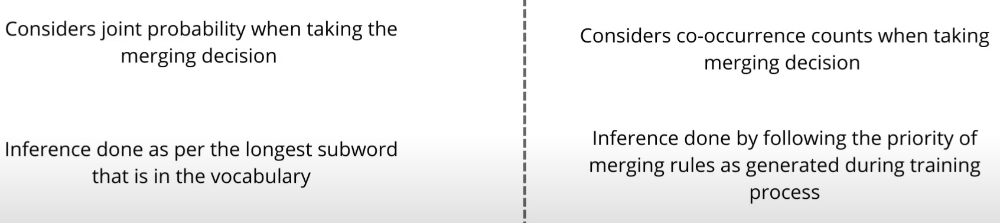 Considers joint probability when taking the
merging decision
Inference done as per the longest subword
that is in the vocabulary
Considers co-occurrence counts when taking
merging decision
Inference done by following the priority of
merging rules as generated during training
process